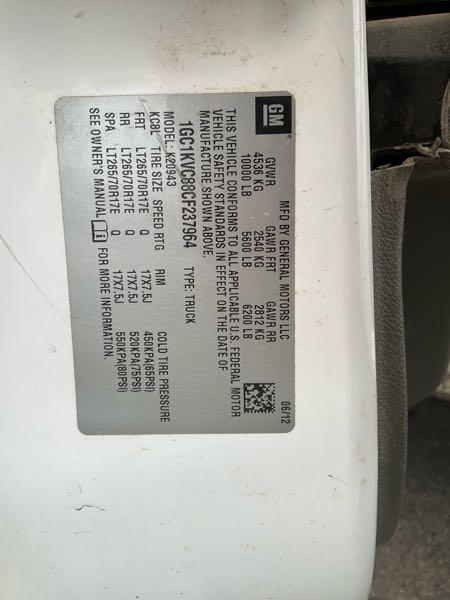 GM
MFD BY GENERAL MOTORS LLC 06/12
GVWR GAWR FRT GAWR RR
4536 KG 2540 KG 2812 KG
10000 LB 5600 LB 6200 LB
THIS VEHICLE CONFORMS TO ALL APPLICABLE U.S. FEDERAL MOTOR
VEHICLE SAFETY STANDARDS IN EFFECT ON THE DATE OF
MANUFACTURE SHOWN ABOVE.
1GC1KVC88CF237964 TYPE: TRUCK
MODEL: K20943
KC8L TIRE SIZE SPEED RTG RIM COLD TIRE PRESSURE
FRT LT265/70R17E Q 17X7.5J 450KPA(65PSI)
RR LT265/70R17E Q 17X7.5J 520KPA(75PSI)
SPA LT265/70R17E Q 17X7.5J 550KPA(80PSI)
SEE OWNER'S MANUAL i FOR MORE INFORMATION.